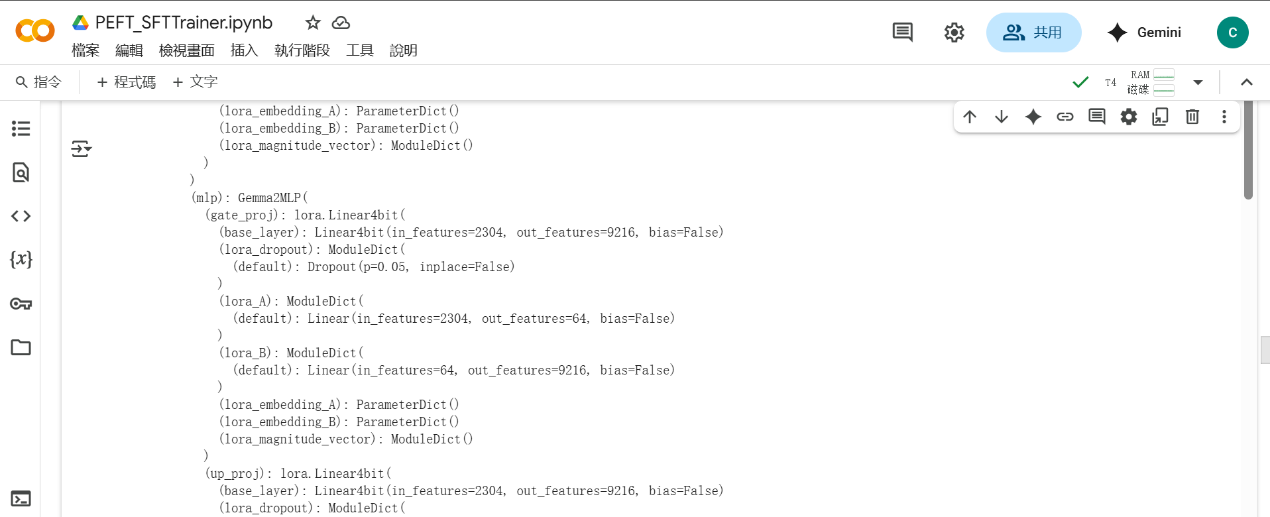 PEFT_SFTTrainer.ipynb
檔案 編輯 檢視畫面 插入 執行階段 工具 說明
共用
Gemini
C
指令 + 程式碼 + 文字
T4
RAM
磁碟
(lora_embedding_A): ParameterDict()
(lora_embedding_B): ParameterDict()
(lora_magnitude_vector): ModuleDict()
)
)
(mlp): Gemma2MLP(
(gate_proj): lora.Linear4bit(
(base_layer): Linear4bit(in_features=2304, out_features=9216, bias=False)
(lora_dropout): ModuleDict(
(default): Dropout(p=0.05, inplace=False)
)
(lora_A): ModuleDict(
(default): Linear(in_features=2304, out_features=64, bias=False)
)
(lora_B): ModuleDict(
(default): Linear(in_features=64, out_features=9216, bias=False)
)
(lora_embedding_A): ParameterDict()
(lora_embedding_B): ParameterDict()
(lora_magnitude_vector): ModuleDict()
)
(up_proj): lora.Linear4bit(
(base_layer): Linear4bit(in_features=2304, out_features=9216, bias=False)
(lora_dropout): ModuleDict(